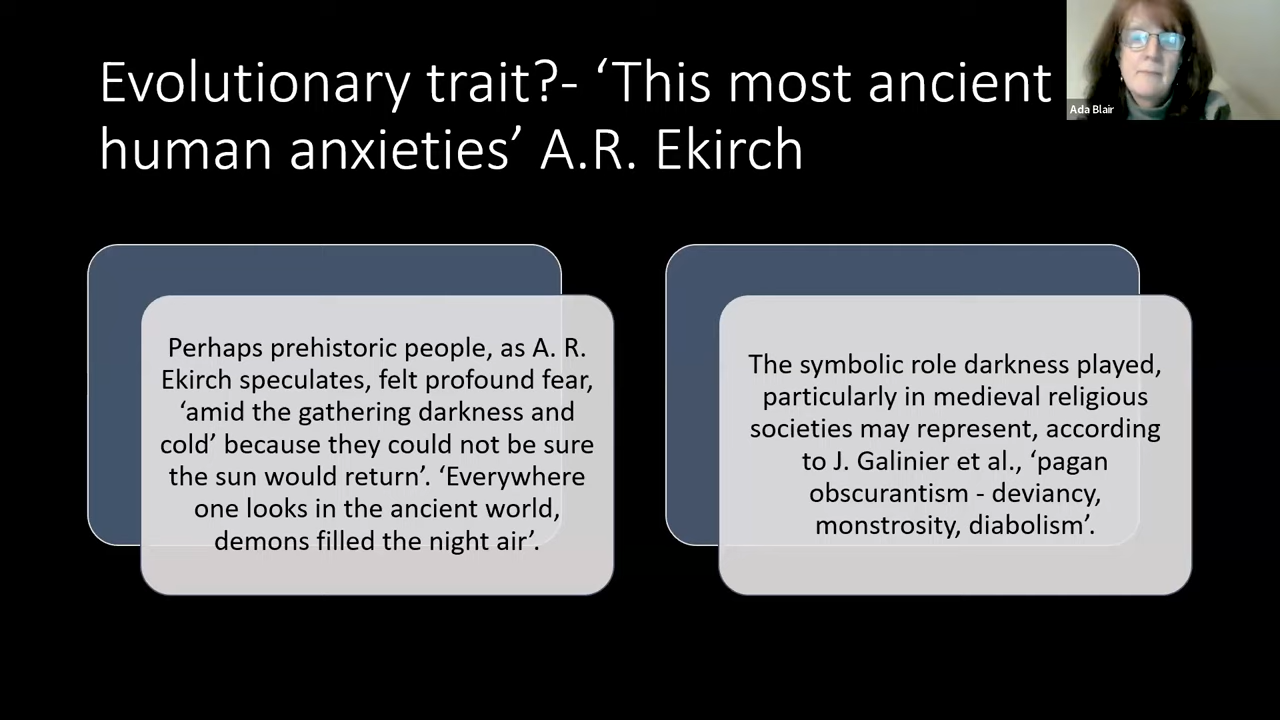 Evolutionary trait?- ‘This most ancient
human anxieties’ A.R. Ekirch
Ada Blair
Perhaps prehistoric people, as A. R.
Ekirch speculates, felt profound fear,
‘amid the gathering darkness and
cold’ because they could not be sure
the sun would return’. ‘Everywhere
one looks in the ancient world,
demons filled the night air’.
The symbolic role darkness played,
particularly in medieval religious
societies may represent, according
to J. Galinier et al., ‘pagan
obscurantism - deviancy,
monstrosity, diabolism’.